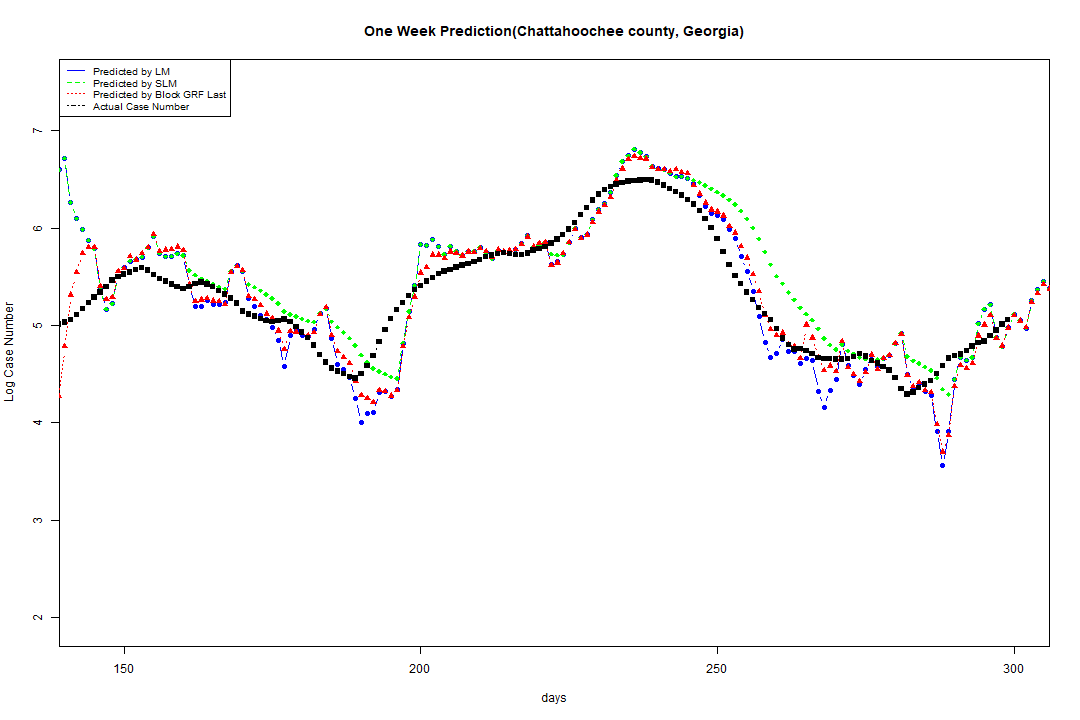 One Week Prediction(Chattahoochee county, Georgia)
Predicted by LM
Predicted by SLM
Predicted by Block GRF Last
Actual Case Number
7
6
5
4
3
2
Log Case Number
150
200
250
300
days